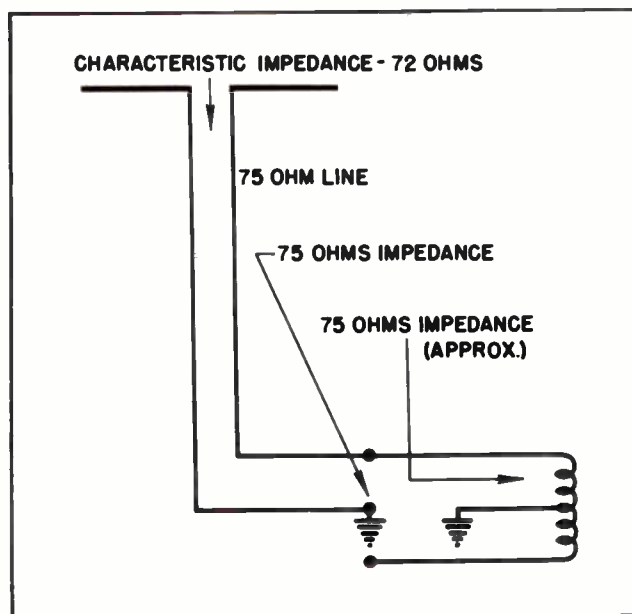 CHARACTERISTIC IMPEDANCE - 72 OHMS
75 OHM LINE
75 OHMS IMPEDANCE
75 OHMS IMPEDANCE
(APPROX.)